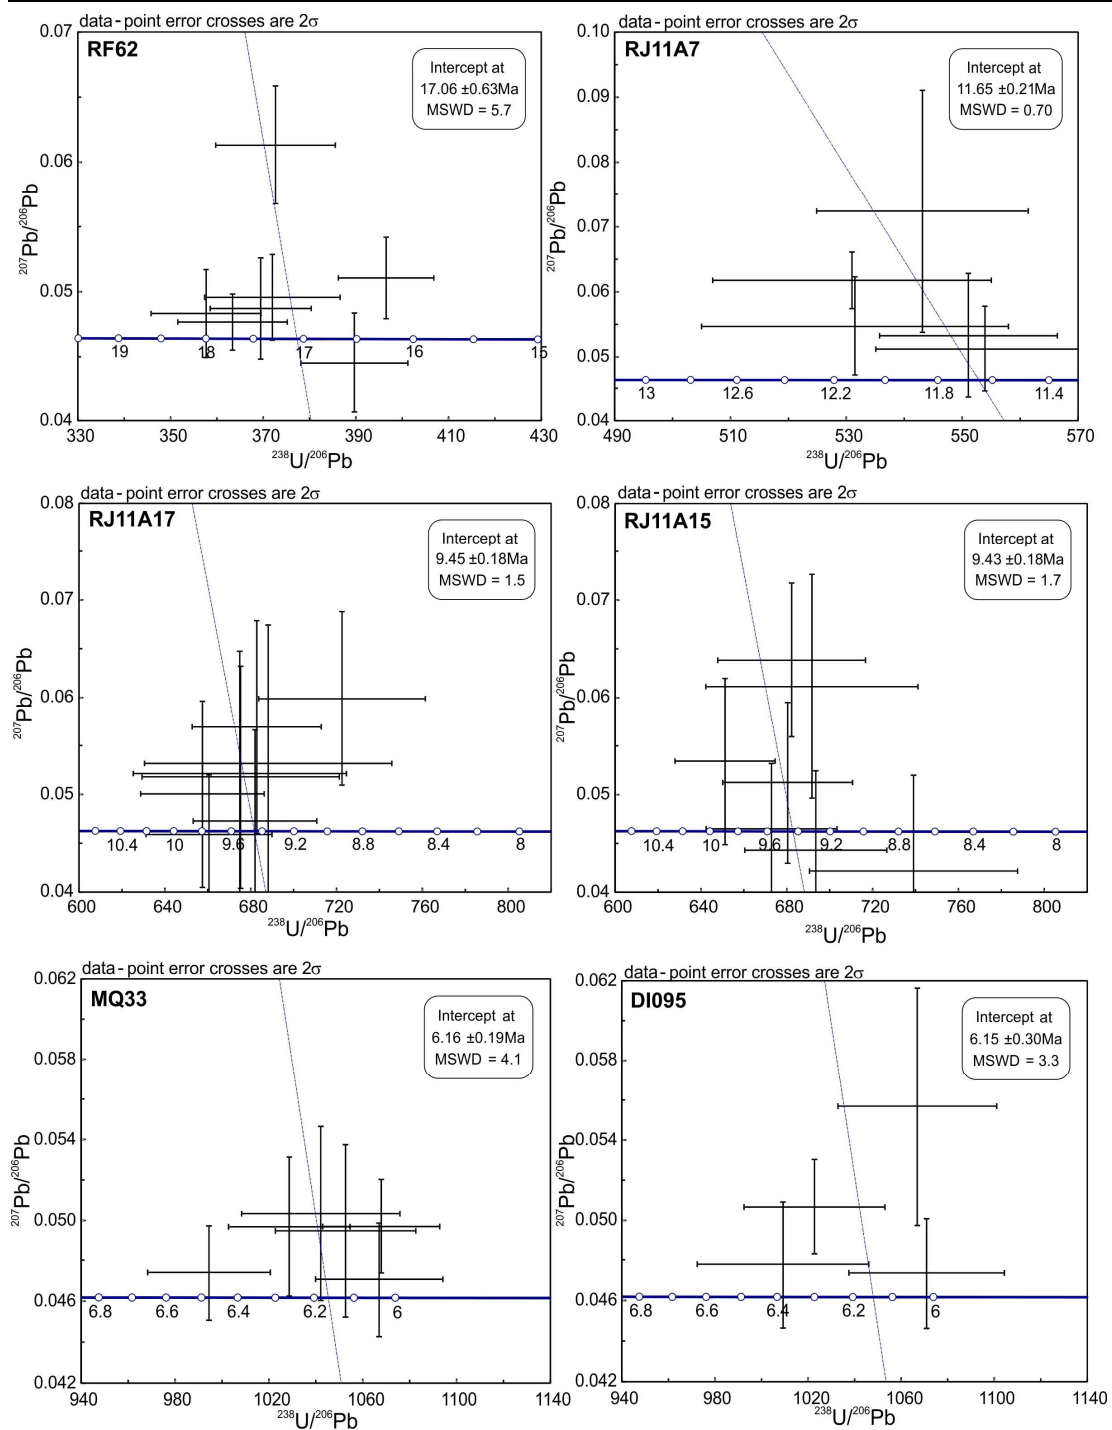 data-point error crosses are 2σ
RF62
Intercept at
17.06 ±0.63Ma
MSWD = 5.7
0.07
0.06
0.05
0.04
²⁰⁷Pb/²⁰⁶Pb
19
18
17
16
15
330
350
370
390
410
430
²³⁸U/²⁰⁶Pb
data-point error crosses are 2σ
RJ11A7
Intercept at
11.65 ±0.21Ma
MSWD = 0.70
0.10
0.09
0.08
0.07
0.06
0.05
0.04
²⁰⁷Pb/²⁰⁶Pb
13
12.6
12.2
11.8
11.4
490
510
530
550
570
²³⁸U/²⁰⁶Pb
data-point error crosses are 2σ
RJ11A17
Intercept at
9.45 ±0.18Ma
MSWD = 1.5
0.08
0.07
0.06
0.05
0.04
²⁰⁷Pb/²⁰⁶Pb
10.4
10
9.6
9.2
8.8
8.4
8
600
640
680
720
760
800
²³⁸U/²⁰⁶Pb
data-point error crosses are 2σ
RJ11A15
Intercept at
9.43 ±0.18Ma
MSWD = 1.7
0.08
0.07
0.06
0.05
0.04
²⁰⁷Pb/²⁰⁶Pb
10.4
10
9.6
9.2
8.8
8.4
8
600
640
680
720
760
800
²³⁸U/²⁰⁶Pb
data-point error crosses are 2σ
MQ33
Intercept at
6.16 ±0.19Ma
MSWD = 4.1
0.062
0.058
0.054
0.050
0.046
0.042
²⁰⁷Pb/²⁰⁶Pb
6.8
6.6
6.4
6.2
6
940
980
1020
1060
1100
1140
²³⁸U/²⁰⁶Pb
data-point error crosses are 2σ
DI095
Intercept at
6.15 ±0.30Ma
MSWD = 3.3
0.062
0.058
0.054
0.050
0.046
0.042
²⁰⁷Pb/²⁰⁶Pb
6.8
6.6
6.4
6.2
6
940
980
1020
1060
1100
1140
²³⁸U/²⁰⁶Pb